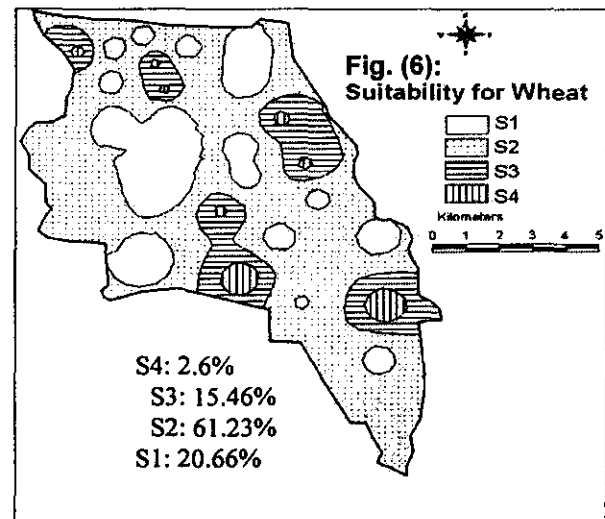 Fig. (6):
Suitability for Wheat
S1
S2
S3
S4
Kilometers
0 1 2 3 4 5
S4: 2.6%
S3: 15.46%
S2: 61.23%
S1: 20.66%